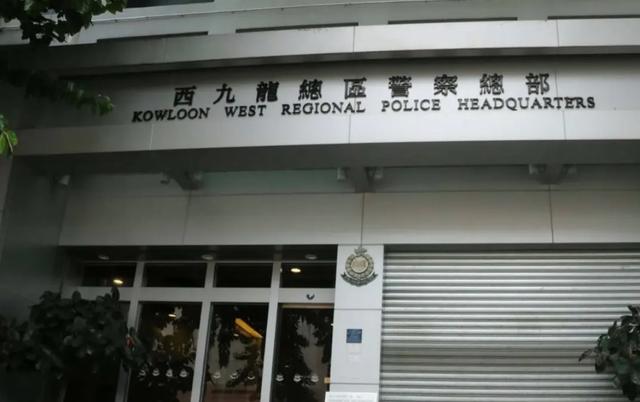 西九龍總區警察總部
KOWLOON WEST REGIONAL POLICE HEADQUARTERS